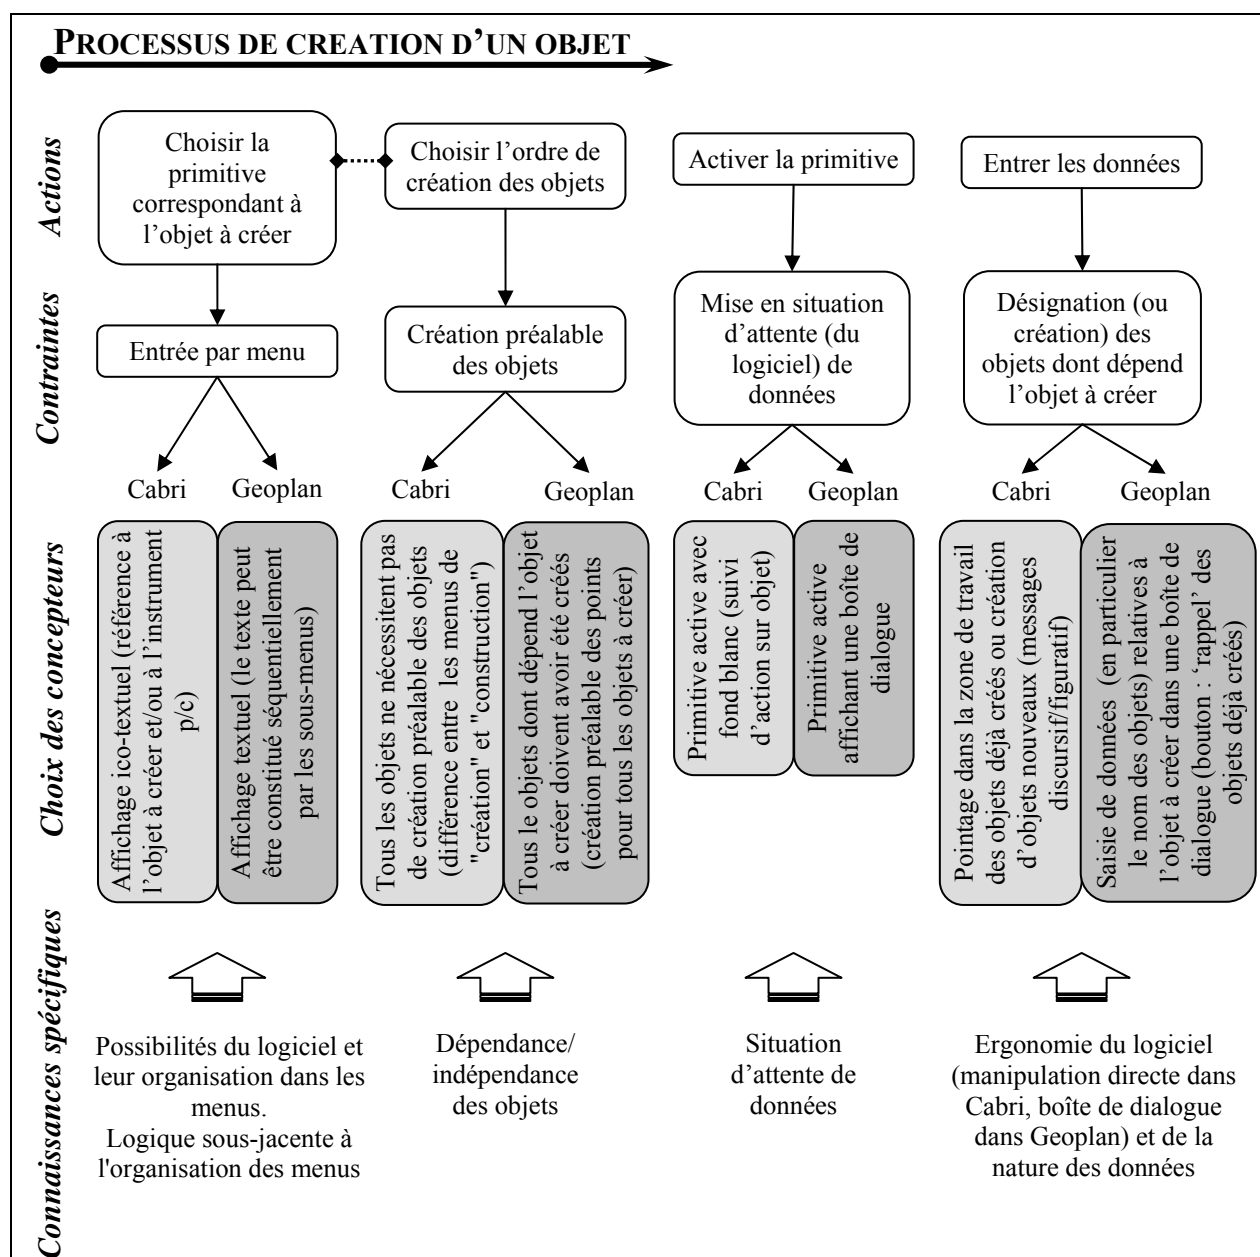 PROCESSUS DE CREATION D'UN OBJET
Actions
Choisir la
primitive
correspondant à
l'objet à créer
Choisir l'ordre de
création des objets
Activer la primitive
Entrer les données
Contraintes
Entrée par menu
Création préalable
des objets
Mise en situation
d'attente (du
logiciel) de
données
Désignation (ou
création) des
objets dont dépend
l'objet à créer
Cabri
Geoplan
Cabri
Geoplan
Cabri
Geoplan
Cabri
Geoplan
Choix des concepteurs
Affichage ico-textuel (référence à
l'objet à créer et/ou à l'instrument
p/c)
Affichage textuel (le texte peut
être constitué séquentiellement
par les sous-menus)
Tous les objets ne nécessitent pas
de création préalable des objets
(différence entre les menus de
"création" et "construction")
Tous le objets dont dépend l'objet
à créer doivent avoir été créés
(création préalable des points
pour tous les objets à créer)
Primitive active avec
fond blanc (suivi
d'action sur objet)
Primitive active
affichant une boîte de
dialogue
Pointage dans la zone de travail
des objets déjà créés ou création
d'objets nouveaux (messages
discursif/figuratif)
Saisie de données (en particulier
le nom des objets) relatives à
l'objet à créer dans une boîte de
dialogue (bouton : 'rappel' des
objets déjà créés)
Connaissances spécifiques
Possibilités du logiciel et
leur organisation dans les
menus.
Logique sous-jacente à
l'organisation des menus
Dépendance/
indépendance
des objets
Situation
d'attente de
données
Ergonomie du logiciel
(manipulation directe dans
Cabri, boîte de dialogue
dans Geoplan) et de la
nature des données